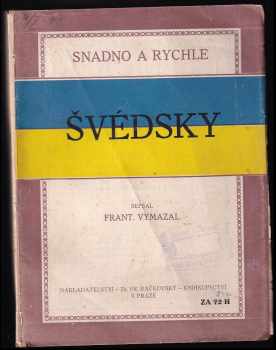 SNADNO A RYCHLE
ŠVÉDSKY
SEPSAL
FRANT. VYMAZAL.
NAKLADATELSTVÍ - Dr. FR. BAČKOVSKÝ - KNIHKUPECTVÍ
V PRAZE
ZA 72 H